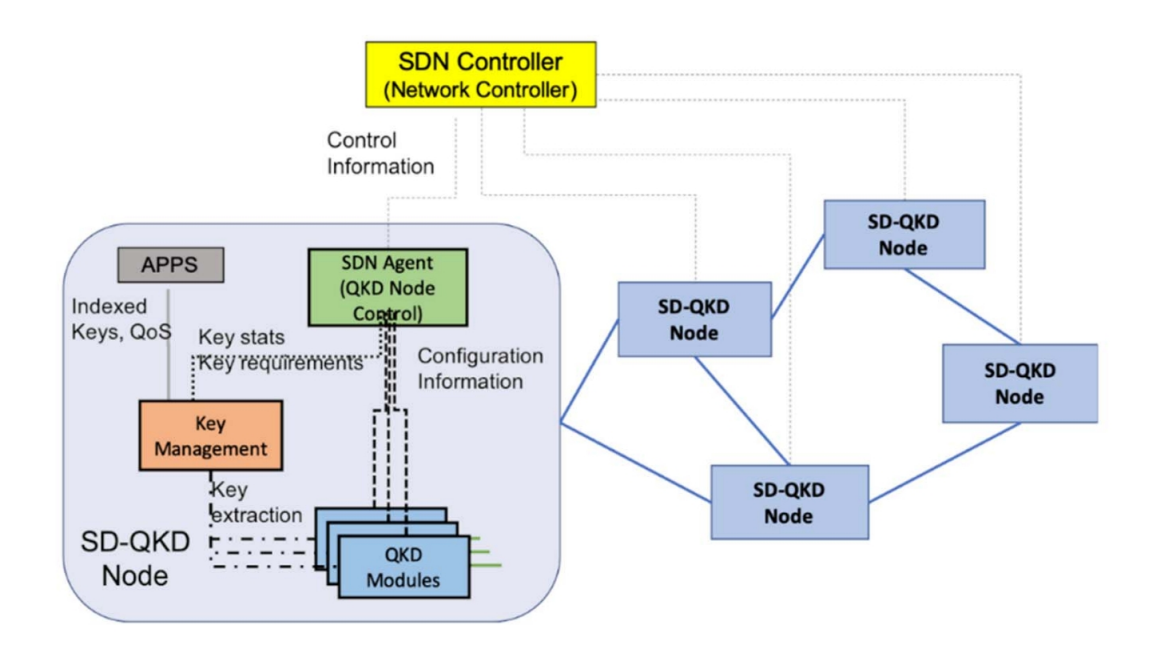 SDN Controller
(Network Controller)
Control
Information
APPS
SDN Agent
(QKD Node
Control)
Indexed
Keys, QoS
Key stats
Key requirements
Configuration
Information
Key
Management
Key
extraction
SD-QKD
Node
QKD
Modules
SD-QKD
Node
SD-QKD
Node
SD-QKD
Node
SD-QKD
Node